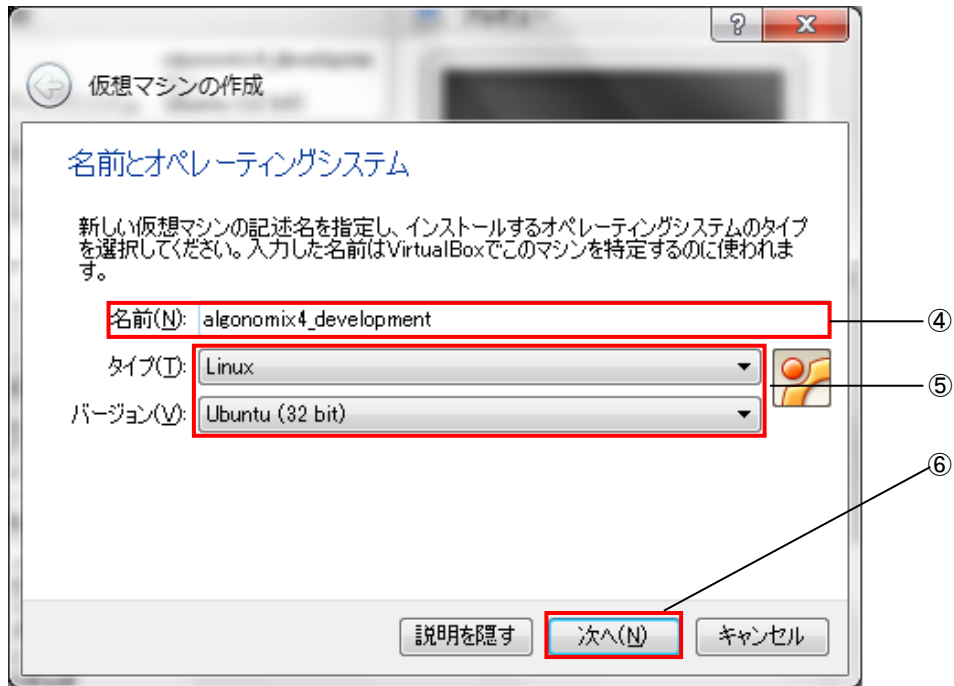 仮想マシンの作成
名前とオペレーティングシステム
新しい仮想マシンの記述名を指定し、インストールするオペレーティングシステムのタイプ
を選択してください。入力した名前はVirtualBoxでこのマシンを特定するのに使われま
す。
名前(N): algonomix4_development
④
タイプ(T): Linux
⑤
バージョン(V): Ubuntu (32 bit)
⑥
説明を隠す 次へ(N) キャンセル